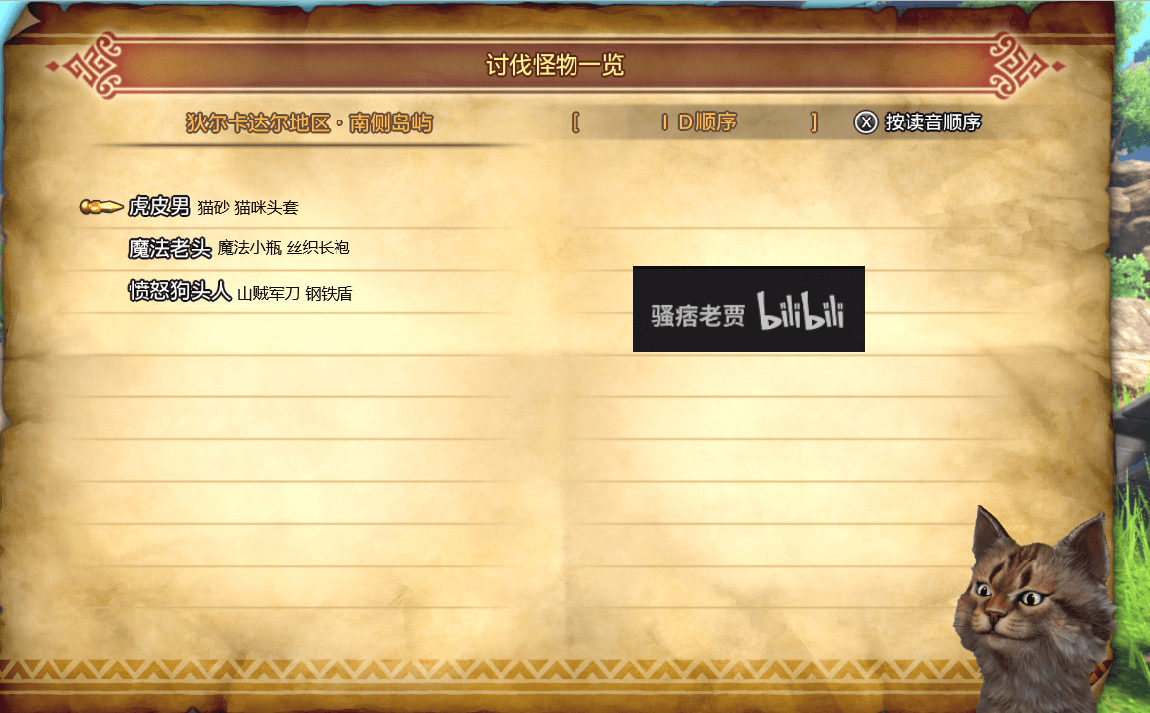 讨伐怪物一览
狄尔卡达尔地区·南侧岛屿 [ ID顺序 ] Ⓧ 按读音顺序
虎皮男 猫砂 猫咪头套
魔法老头 魔法小瓶 丝织长袍
愤怒狗头人 山贼军刀 钢铁盾
骚痞老贾 bilibili